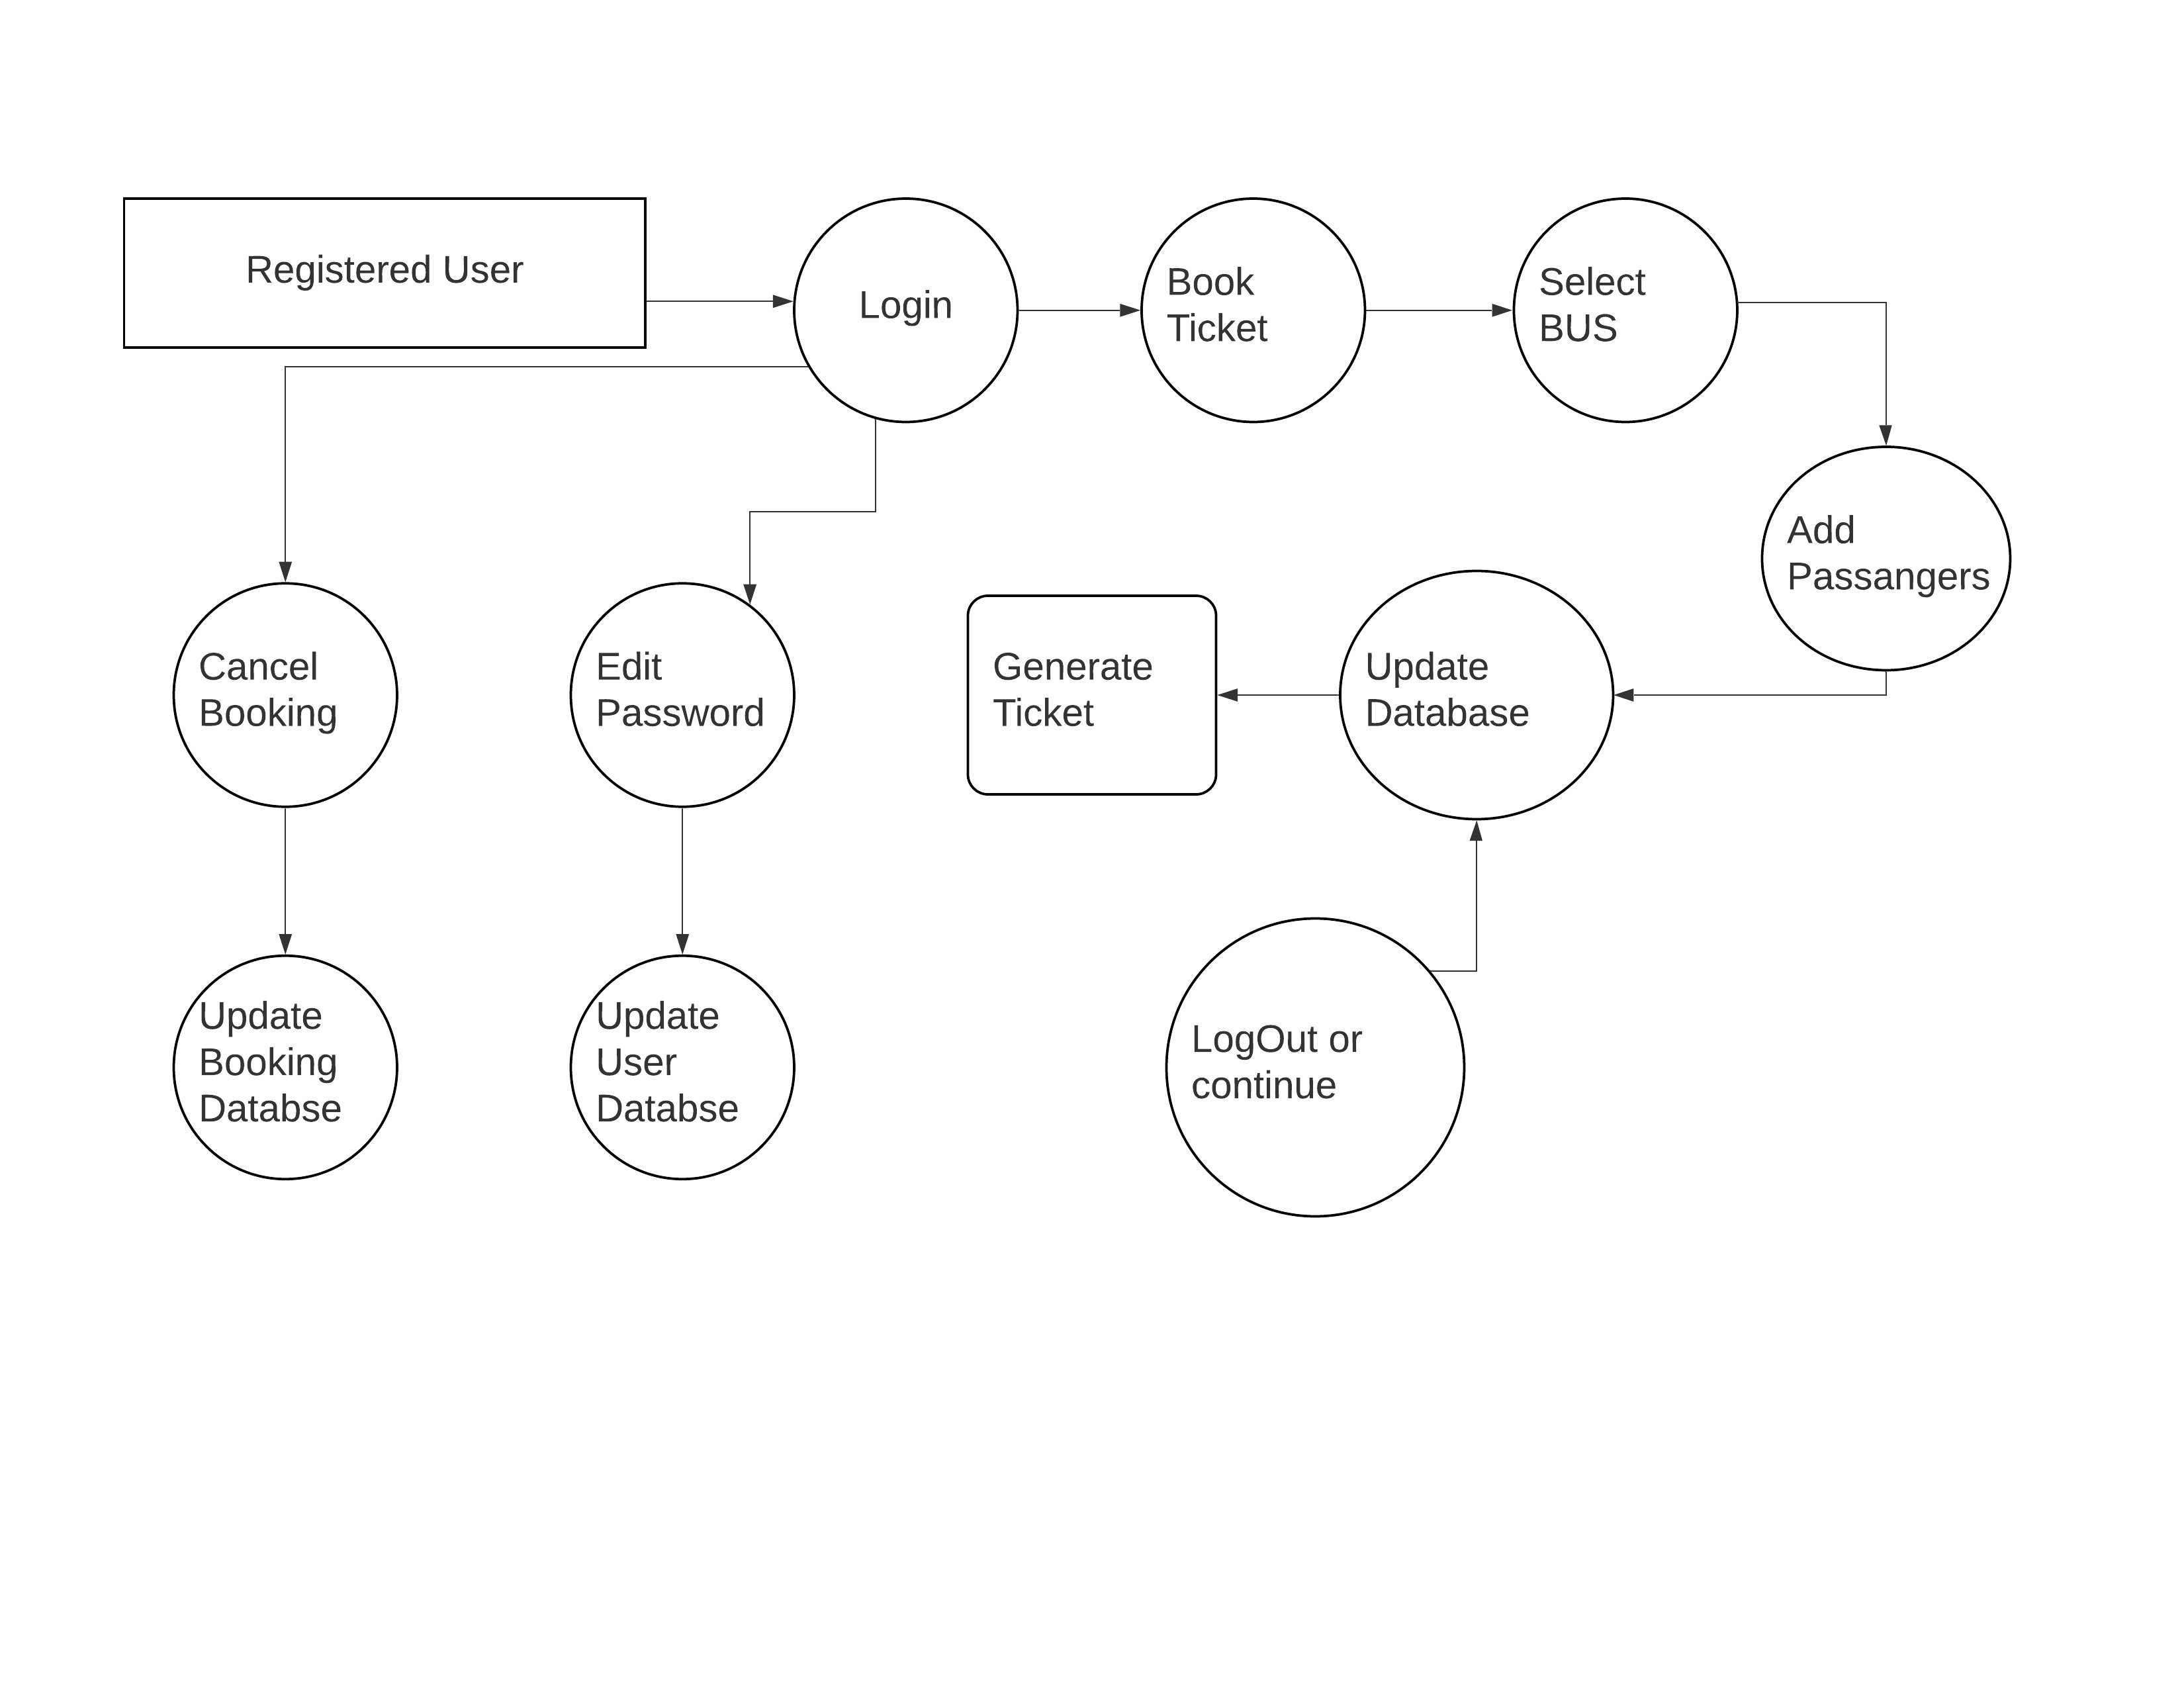 Registered User
Login
Book
Ticket
Select
BUS
Add
Passangers
Cancel
Booking
Edit
Password
Generate
Ticket
Update
Database
Update
Booking
Databse
Update
User
Databse
LogOut or
continue